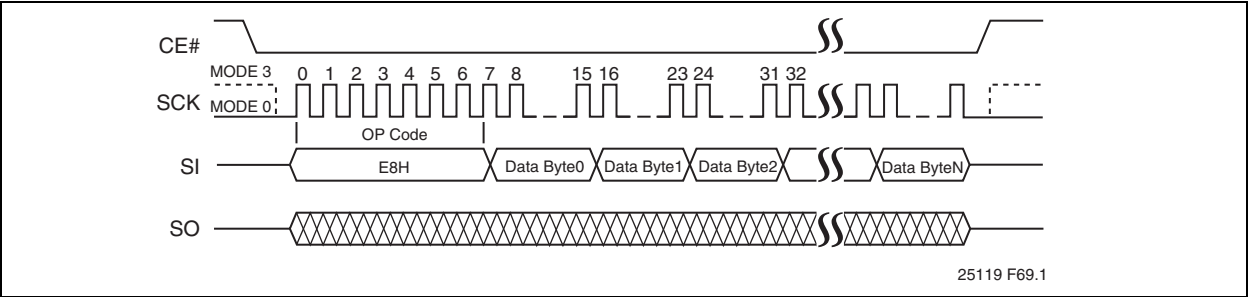 CE#
MODE 3 0 1 2 3 4 5 6 7 8 15 16 23 24 31 32
SCK MODE 0
OP Code
SI E8H Data Byte0 Data Byte1 Data Byte2 Data ByteN
SO
25119 F69.1